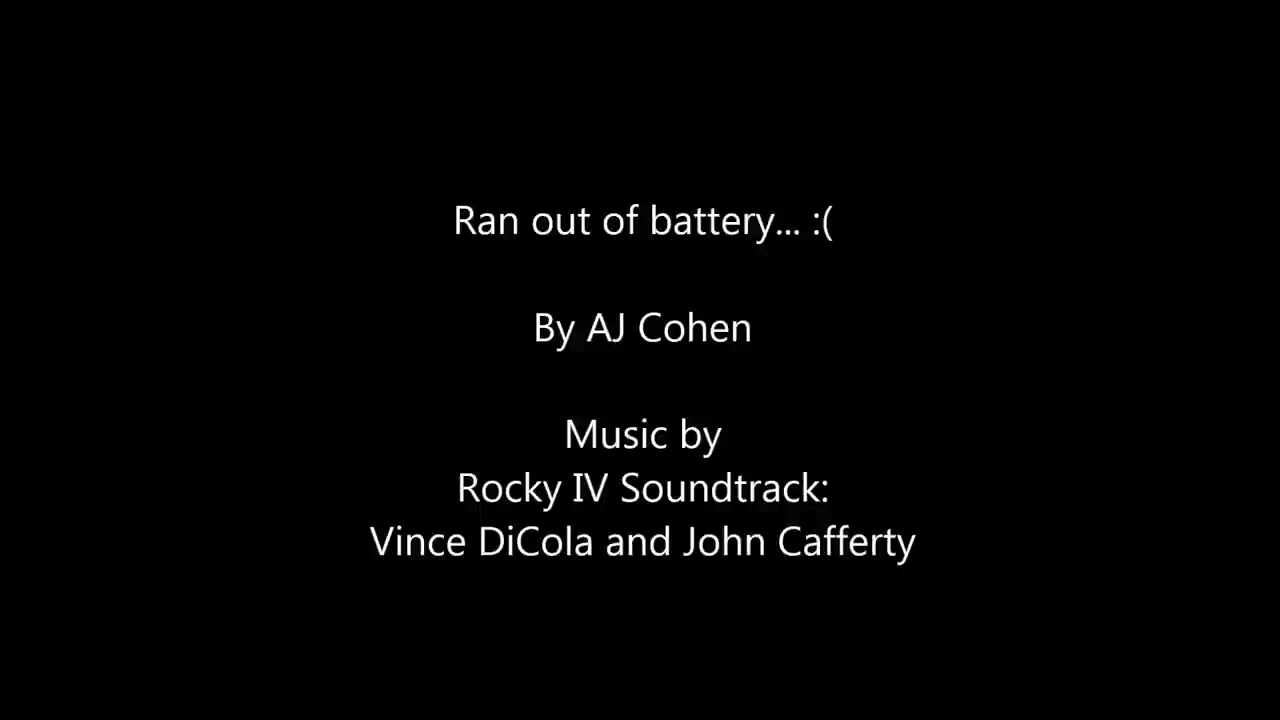 Ran out of battery... :(
By AJ Cohen
Music by
Rocky IV Soundtrack:
Vince DiCola and John Cafferty